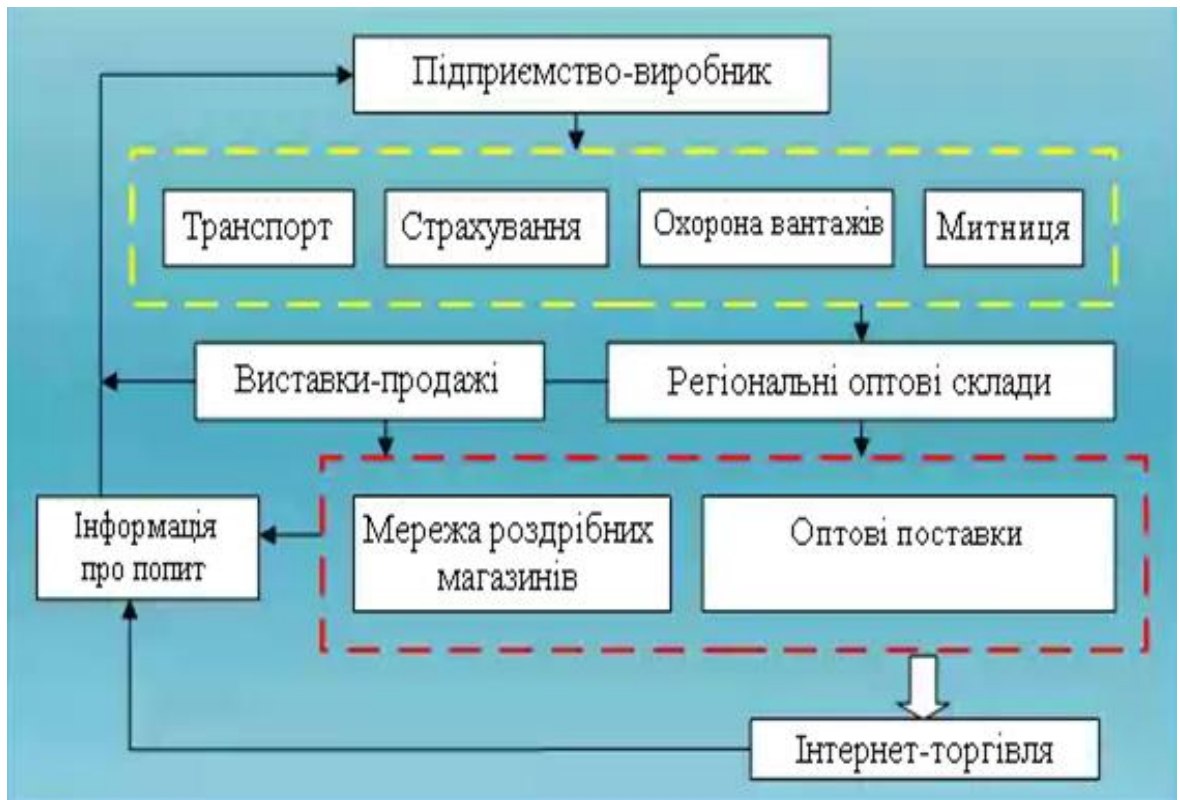 Підприємство-виробник
Транспорт
Страхування
Охорона вантажів
Митниця
Виставки-продажі
Регіональні оптові склади
Інформація
про попит
Мережа роздрібних
магазинів
Оптові поставки
Інтернет-торгівля